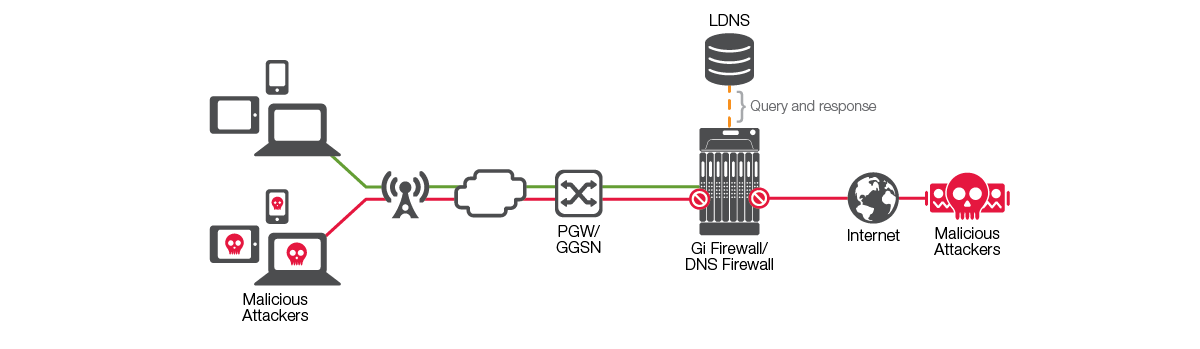 LDNS
Query and response
PGW/
GGSN
Gi Firewall/
DNS Firewall
Internet
Malicious
Attackers
Malicious
Attackers